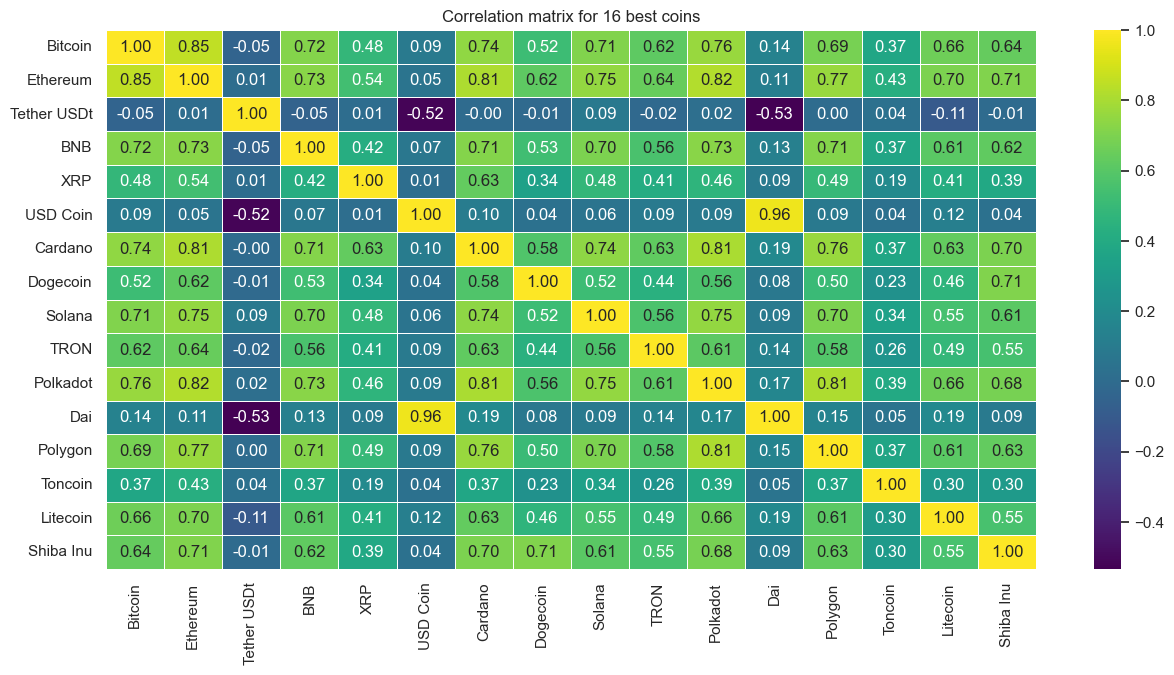 Correlation matrix for 16 best coins
Bitcoin 1.00 0.85 -0.05 0.72 0.48 0.09 0.74 0.52 0.71 0.62 0.76 0.14 0.69 0.37 0.66 0.64
Ethereum 0.85 1.00 0.01 0.73 0.54 0.05 0.81 0.62 0.75 0.64 0.82 0.11 0.77 0.43 0.70 0.71
Tether USDt -0.05 0.01 1.00 -0.05 0.01 -0.52 -0.00 -0.01 0.09 -0.02 0.02 -0.53 0.00 0.04 -0.11 -0.01
BNB 0.72 0.73 -0.05 1.00 0.42 0.07 0.71 0.53 0.70 0.56 0.73 0.13 0.71 0.37 0.61 0.62
XRP 0.48 0.54 0.01 0.42 1.00 0.01 0.63 0.34 0.48 0.41 0.46 0.09 0.49 0.19 0.41 0.39
USD Coin 0.09 0.05 -0.52 0.07 0.01 1.00 0.10 0.04 0.06 0.09 0.09 0.96 0.09 0.04 0.12 0.04
Cardano 0.74 0.81 -0.00 0.71 0.63 0.10 1.00 0.58 0.74 0.63 0.81 0.19 0.76 0.37 0.63 0.70
Dogecoin 0.52 0.62 -0.01 0.53 0.34 0.04 0.58 1.00 0.52 0.44 0.56 0.08 0.50 0.23 0.46 0.71
Solana 0.71 0.75 0.09 0.70 0.48 0.06 0.74 0.52 1.00 0.56 0.75 0.09 0.70 0.34 0.55 0.61
TRON 0.62 0.64 -0.02 0.56 0.41 0.09 0.63 0.44 0.56 1.00 0.61 0.14 0.58 0.26 0.49 0.55
Polkadot 0.76 0.82 0.02 0.73 0.46 0.09 0.81 0.56 0.75 0.61 1.00 0.17 0.81 0.39 0.66 0.68
Dai 0.14 0.11 -0.53 0.13 0.09 0.96 0.19 0.08 0.09 0.14 0.17 1.00 0.15 0.05 0.19 0.09
Polygon 0.69 0.77 0.00 0.71 0.49 0.09 0.76 0.50 0.70 0.58 0.81 0.15 1.00 0.37 0.61 0.63
Toncoin 0.37 0.43 0.04 0.37 0.19 0.04 0.37 0.23 0.34 0.26 0.39 0.05 0.37 1.00 0.30 0.30
Litecoin 0.66 0.70 -0.11 0.61 0.41 0.12 0.63 0.46 0.55 0.49 0.66 0.19 0.61 0.30 1.00 0.55
Shiba Inu 0.64 0.71 -0.01 0.62 0.39 0.04 0.70 0.71 0.61 0.55 0.68 0.09 0.63 0.30 0.55 1.00
Bitcoin
Ethereum
Tether USDt
BNB
XRP
USD Coin
Cardano
Dogecoin
Solana
TRON
Polkadot
Dai
Polygon
Toncoin
Litecoin
Shiba Inu
1.0
0.8
0.6
0.4
0.2
0.0
-0.2
-0.4